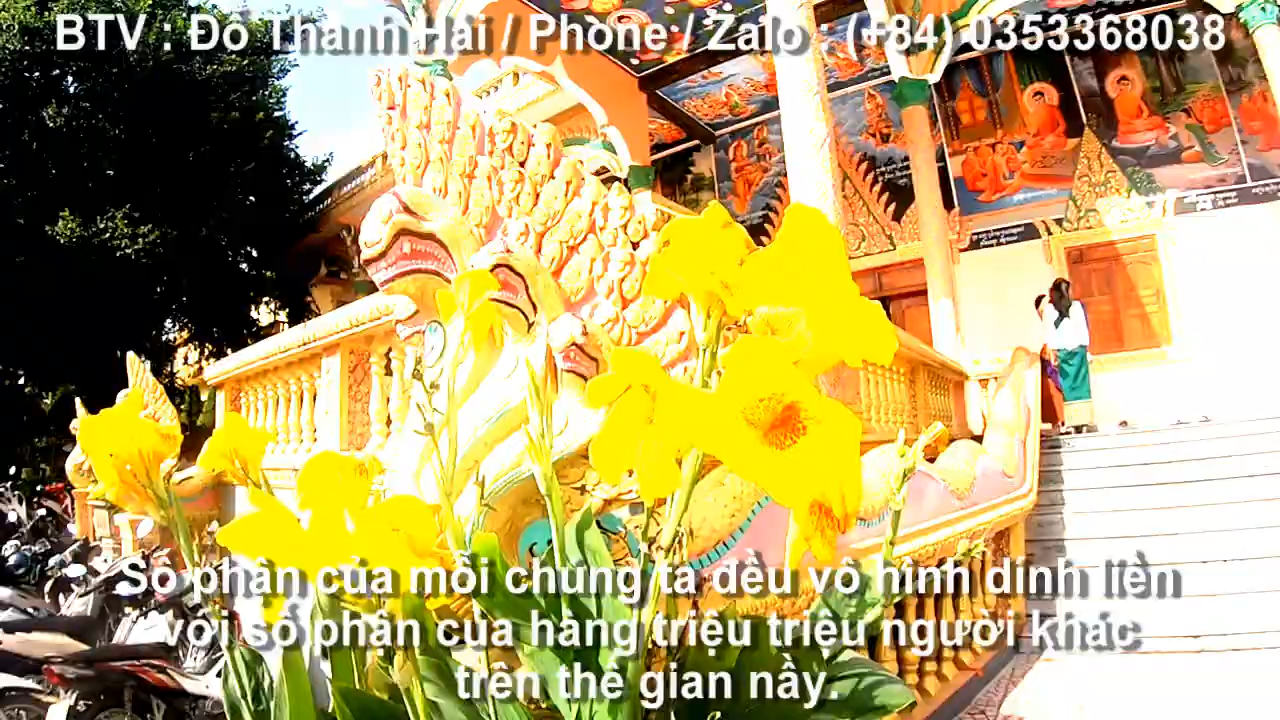 BTV : Đỗ Thanh Hải / Phone / Zalo : (+84) 0353368038
Số phận của mỗi chúng ta đều vô hình dính liền
với số phận của hàng triệu triệu người khác
trên thế gian nầy.